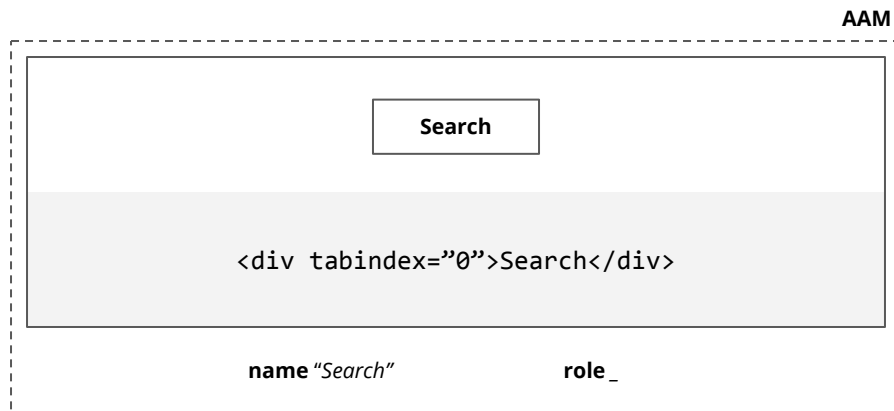 AAM
Search
<div tabindex=”0”>Search</div>
name “Search”
role _